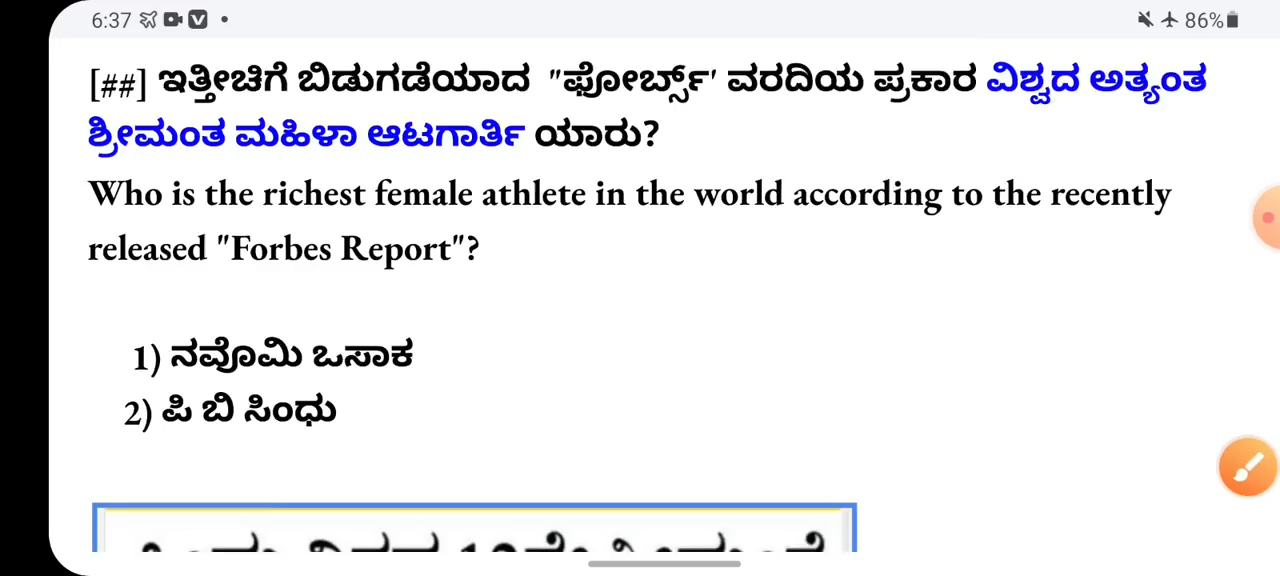 6:37
86%
[##] ಇತ್ತೀಚಿಗೆ ಬಿಡುಗಡೆಯಾದ "ಫೋರ್ಬ್ಸ್' ವರದಿಯ ಪ್ರಕಾರ ವಿಶ್ವದ ಅತ್ಯಂತ
ಶ್ರೀಮಂತ ಮಹಿಳಾ ಆಟಗಾರ್ತಿ ಯಾರು?
Who is the richest female athlete in the world according to the recently
released "Forbes Report"?
1) ನವೊಮಿ ಒಸಾಕ
2) ಪಿ ಬಿ ಸಿಂಧು